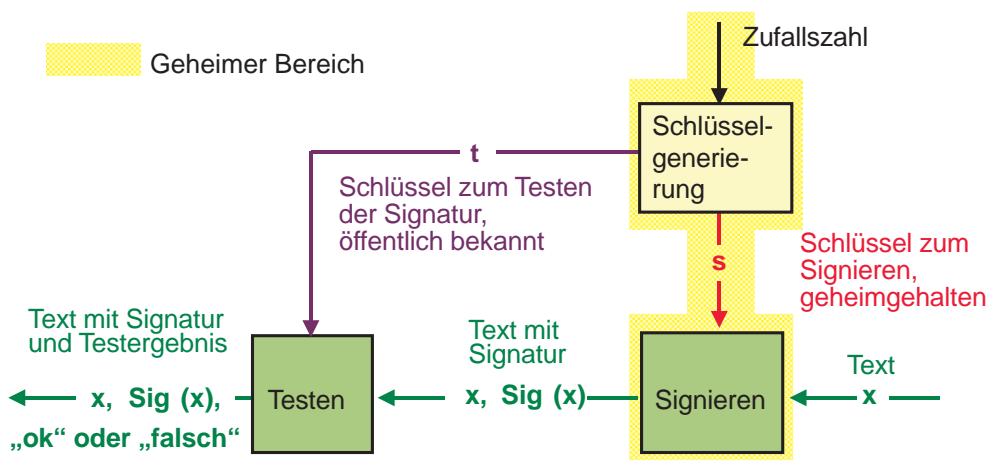 Zufallszahl
Geheimer Bereich
Schlüssel-
generie-
rung
t
Schlüssel zum Testen
der Signatur,
öffentlich bekannt
s
Schlüssel zum
Signieren,
geheimgehalten
Text mit Signatur
und Testergebnis
x, Sig (x),
„ok“ oder „falsch“
Testen
Text mit
Signatur
x, Sig (x)
Signieren
Text
x